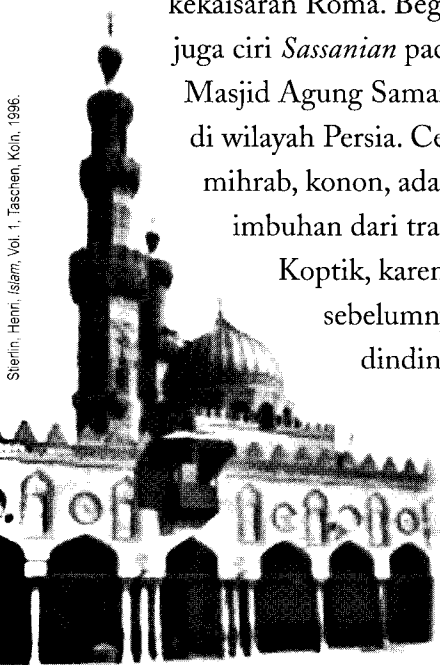 kekaisaran Roma. Beg
juga ciri Sassanian pad
Masjid Agung Sama
di wilayah Persia. Ce
mihrab, konon, ada
imbuhan dari tra
Koptik, karen
sebelumn
dindin
Stierlin, Henri, Islam, Vol. 1, Taschen, Koln, 1996.